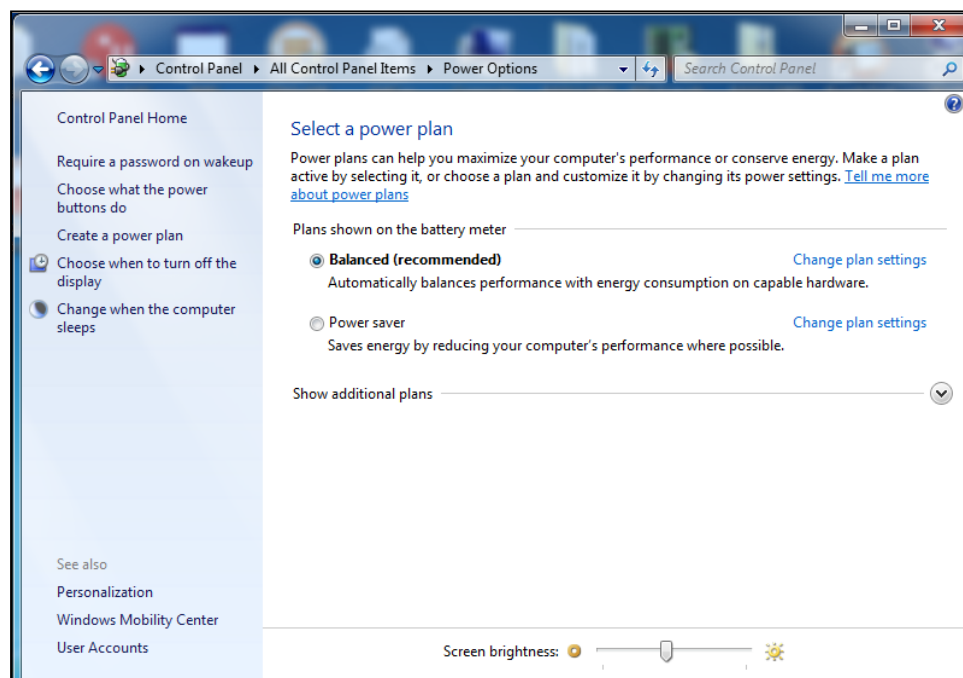 Control Panel ▸ All Control Panel Items ▸ Power Options
Search Control Panel
Control Panel Home
Require a password on wakeup
Choose what the power
buttons do
Create a power plan
Choose when to turn off the
display
Change when the computer
sleeps
See also
Personalization
Windows Mobility Center
User Accounts
Select a power plan
Power plans can help you maximize your computer's performance or conserve energy. Make a plan
active by selecting it, or choose a plan and customize it by changing its power settings. Tell me more
about power plans
Plans shown on the battery meter
Balanced (recommended) Change plan settings
Automatically balances performance with energy consumption on capable hardware.
Power saver Change plan settings
Saves energy by reducing your computer's performance where possible.
Show additional plans
Screen brightness: